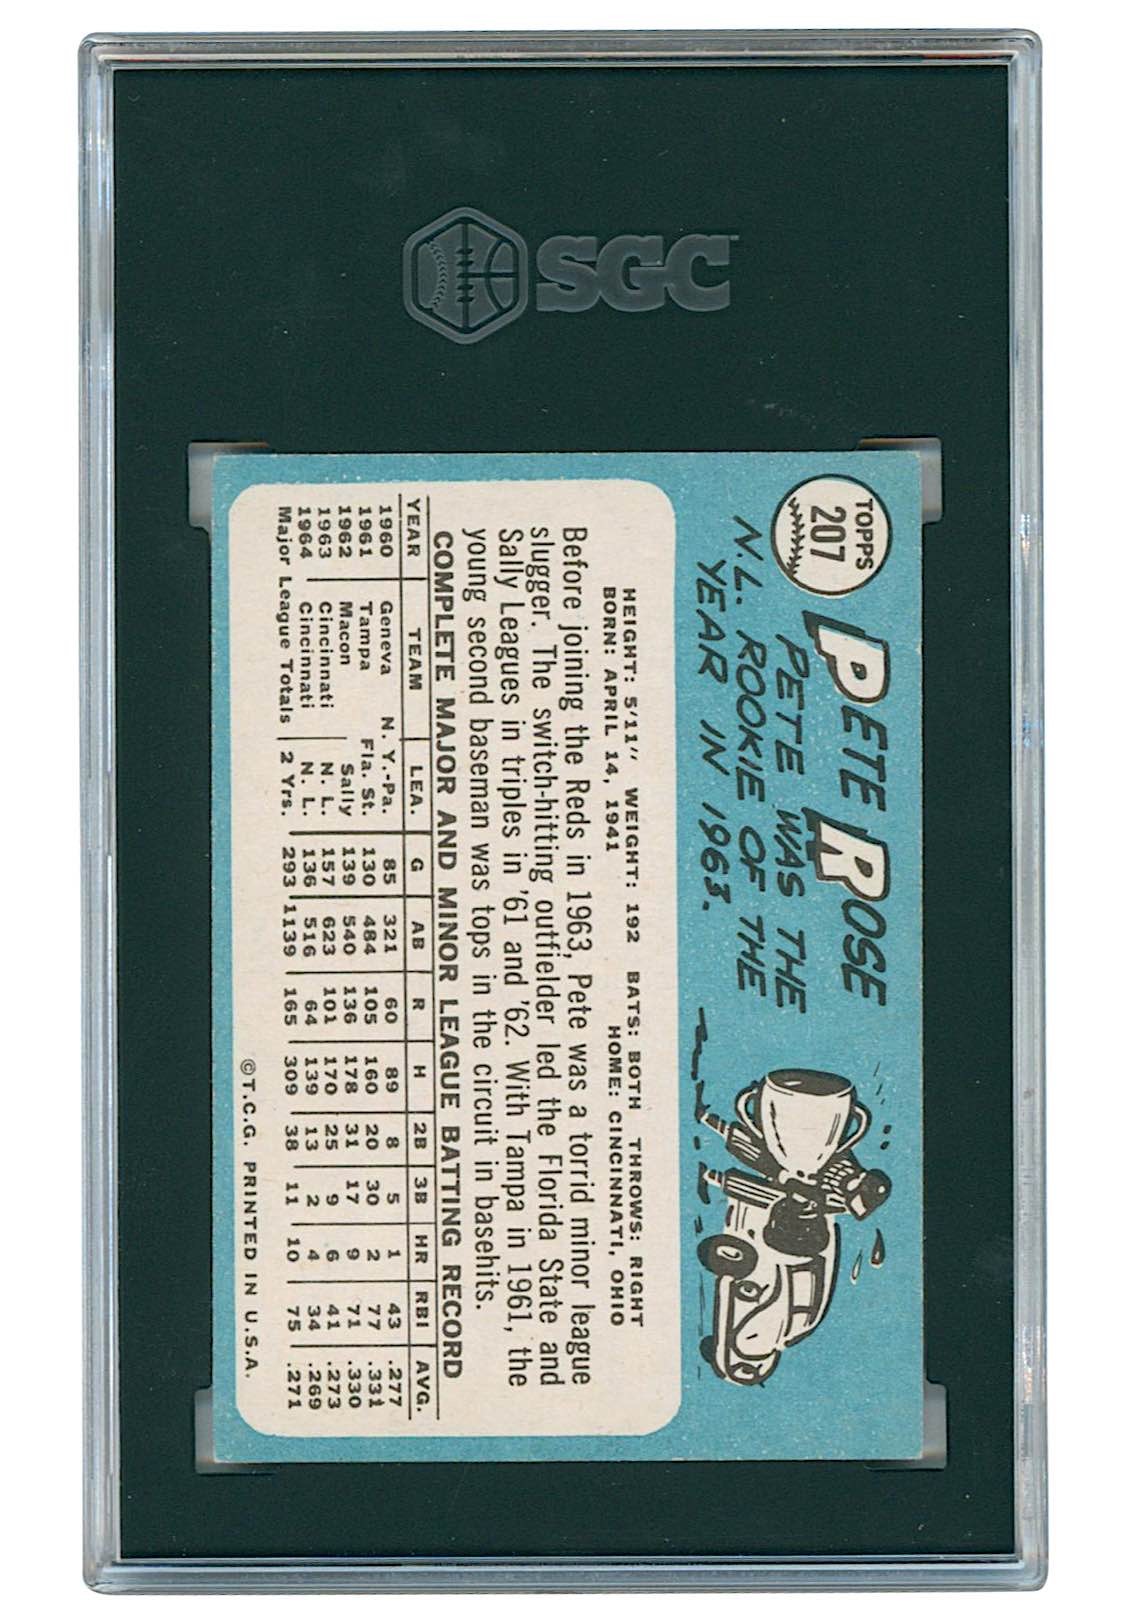 SGC
TOPPS
207
PETE ROSE
PETE WAS THE
N.L. ROOKIE OF THE
YEAR IN 1963.
HEIGHT: 5'11" WEIGHT: 192 BATS: BOTH THROWS: RIGHT
BORN: APRIL 14, 1941 HOME: CINCINNATI, OHIO
Before joining the Reds in 1963, Pete was a torrid minor league
slugger. The switch-hitting outfielder led the Florida State and
Sally Leagues in triples in '61 and '62. With Tampa in 1961, the
young second baseman was tops in the circuit in basehits.
COMPLETE MAJOR AND MINOR LEAGUE BATTING RECORD
YEAR TEAM LEA. G AB R H 2B 3B HR RBI AVG.
1960 Geneva N. Y.-Pa. 85 321 60 89 8 5 1 43 .277
1961 Tampa Fla. St. 130 484 105 160 20 30 2 77 .331
1962 Macon Sally 139 540 136 178 31 17 9 71 .330
1963 Cincinnati N. L. 157 623 101 170 25 9 6 41 .273
1964 Cincinnati N. L. 136 516 64 139 13 2 4 34 .269
Major League Totals 2 Yrs. 293 1139 165 309 38 11 10 75 .271
©T.C.G. PRINTED IN U.S.A.